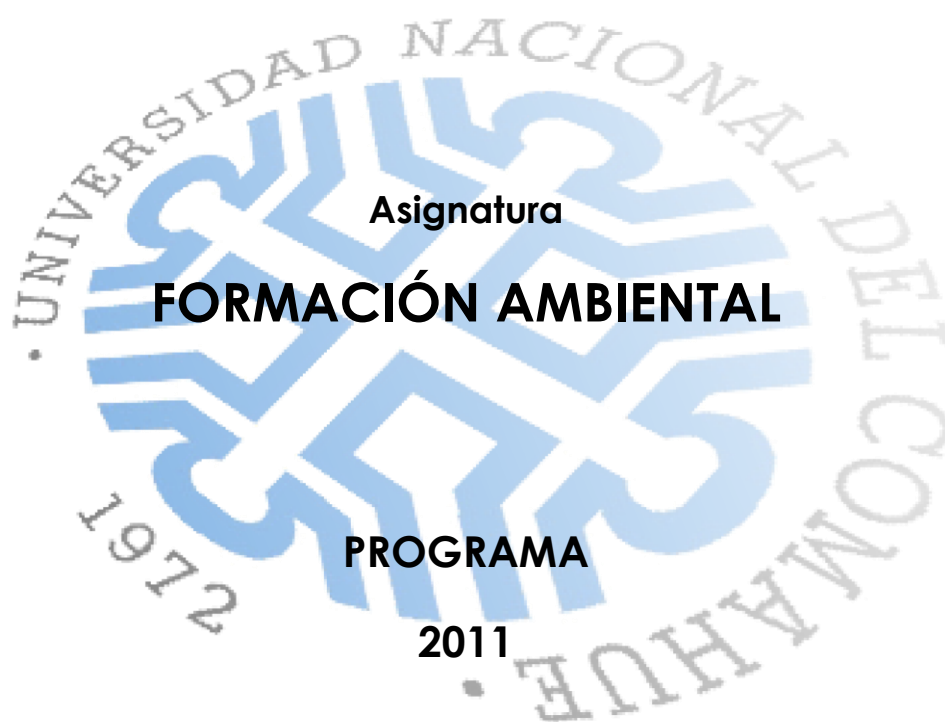 · UNIVERSIDAD NACIONAL DEL COMAHUE ·
1972
Asignatura
FORMACIÓN AMBIENTAL
PROGRAMA
2011